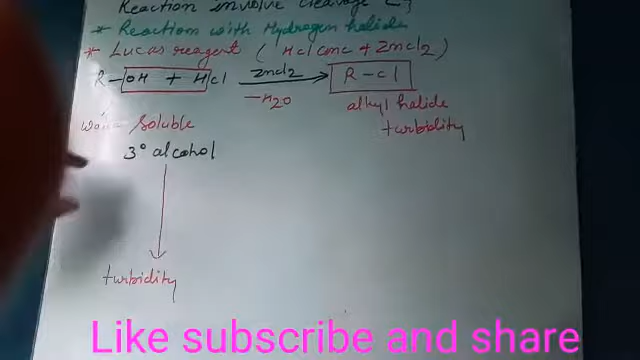 Reaction involve cleavage
* Reaction with Hydrogen halide
* Lucas reagent (HCl conc + ZnCl2)
R-OH + HCl ZnCl2 -H2O R-Cl
alkyl halide
soluble turbidity
3° alcohol
turbidity
Like subscribe and share